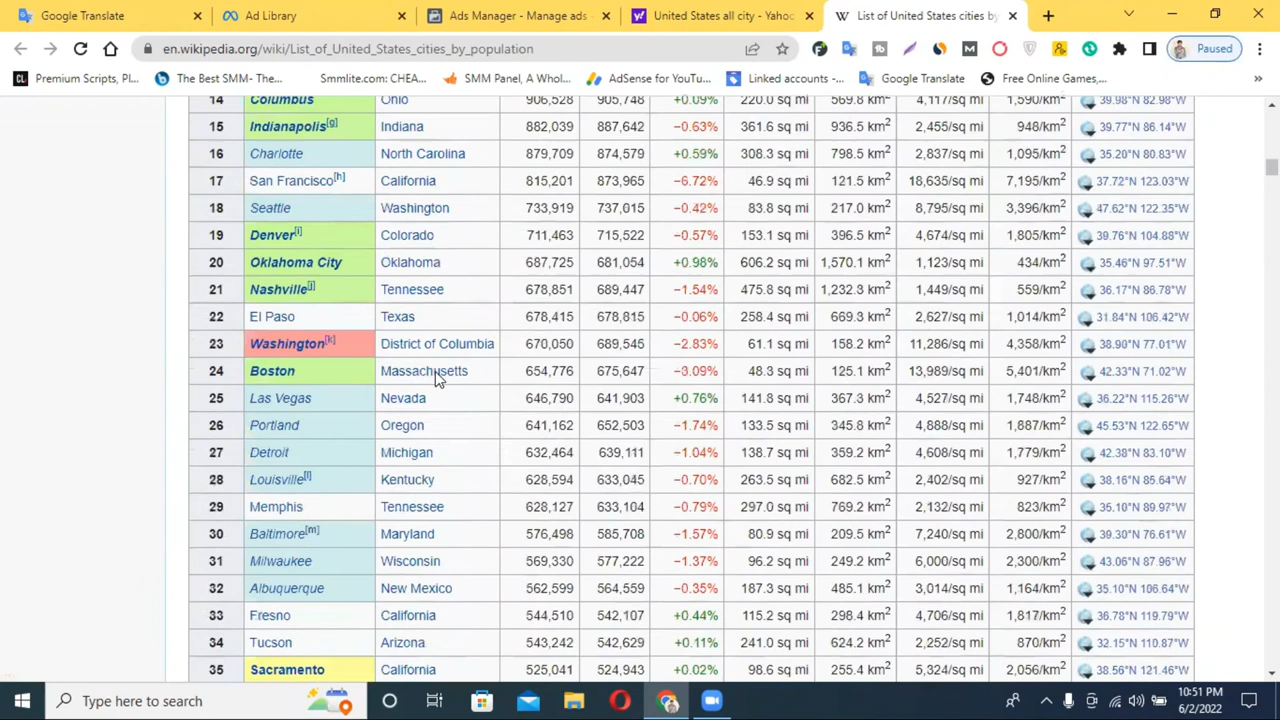 Google Translate
Ad Library
Ads Manager - Manage ads
United States all city - Yahoo
List of United States cities by
en.wikipedia.org/wiki/List_of_United_States_cities_by_population
Paused
Premium Scripts, Pl...
The Best SMM- The...
Smmlite.com: CHEA...
SMM Panel, A Whol...
AdSense for YouTu...
Linked accounts -...
Google Translate
Free Online Games,...
14 Columbus Ohio 906,528 905,748 +0.09% 220.0 sq mi 569.8 km2 4,117/sq mi 1,590/km2 39.98°N 82.98°W
15 Indianapolis[g] Indiana 882,039 887,642 −0.63% 361.6 sq mi 936.5 km2 2,455/sq mi 948/km2 39.77°N 86.14°W
16 Charlotte North Carolina 879,709 874,579 +0.59% 308.3 sq mi 798.5 km2 2,837/sq mi 1,095/km2 35.20°N 80.83°W
17 San Francisco[h] California 815,201 873,965 −6.72% 46.9 sq mi 121.5 km2 18,635/sq mi 7,195/km2 37.72°N 123.03°W
18 Seattle Washington 733,919 737,015 −0.42% 83.8 sq mi 217.0 km2 8,795/sq mi 3,396/km2 47.62°N 122.35°W
19 Denver[i] Colorado 711,463 715,522 −0.57% 153.1 sq mi 396.5 km2 4,674/sq mi 1,805/km2 39.76°N 104.88°W
20 Oklahoma City Oklahoma 687,725 681,054 +0.98% 606.2 sq mi 1,570.1 km2 1,123/sq mi 434/km2 35.46°N 97.51°W
21 Nashville[j] Tennessee 678,851 689,447 −1.54% 475.8 sq mi 1,232.3 km2 1,449/sq mi 559/km2 36.17°N 86.78°W
22 El Paso Texas 678,415 678,815 −0.06% 258.4 sq mi 669.3 km2 2,627/sq mi 1,014/km2 31.84°N 106.42°W
23 Washington[k] District of Columbia 670,050 689,545 −2.83% 61.1 sq mi 158.2 km2 11,286/sq mi 4,358/km2 38.90°N 77.01°W
24 Boston Massachusetts 654,776 675,647 −3.09% 48.3 sq mi 125.1 km2 13,989/sq mi 5,401/km2 42.33°N 71.02°W
25 Las Vegas Nevada 646,790 641,903 +0.76% 141.8 sq mi 367.3 km2 4,527/sq mi 1,748/km2 36.22°N 115.26°W
26 Portland Oregon 641,162 652,503 −1.74% 133.5 sq mi 345.8 km2 4,888/sq mi 1,887/km2 45.53°N 122.65°W
27 Detroit Michigan 632,464 639,111 −1.04% 138.7 sq mi 359.2 km2 4,608/sq mi 1,779/km2 42.38°N 83.10°W
28 Louisville[l] Kentucky 628,594 633,045 −0.70% 263.5 sq mi 682.5 km2 2,402/sq mi 927/km2 38.16°N 85.64°W
29 Memphis Tennessee 628,127 633,104 −0.79% 297.0 sq mi 769.2 km2 2,132/sq mi 823/km2 35.10°N 89.97°W
30 Baltimore[m] Maryland 576,498 585,708 −1.57% 80.9 sq mi 209.5 km2 7,240/sq mi 2,800/km2 39.30°N 76.61°W
31 Milwaukee Wisconsin 569,330 577,222 −1.37% 96.2 sq mi 249.2 km2 6,000/sq mi 2,300/km2 43.06°N 87.96°W
32 Albuquerque New Mexico 562,599 564,559 −0.35% 187.3 sq mi 485.1 km2 3,014/sq mi 1,164/km2 35.10°N 106.64°W
33 Fresno California 544,510 542,107 +0.44% 115.2 sq mi 298.4 km2 4,706/sq mi 1,817/km2 36.78°N 119.79°W
34 Tucson Arizona 543,242 542,629 +0.11% 241.0 sq mi 624.2 km2 2,252/sq mi 870/km2 32.15°N 110.87°W
35 Sacramento California 525,041 524,943 +0.02% 98.6 sq mi 255.4 km2 5,324/sq mi 2,056/km2 38.56°N 121.46°W
Type here to search
10:51 PM
6/2/2022